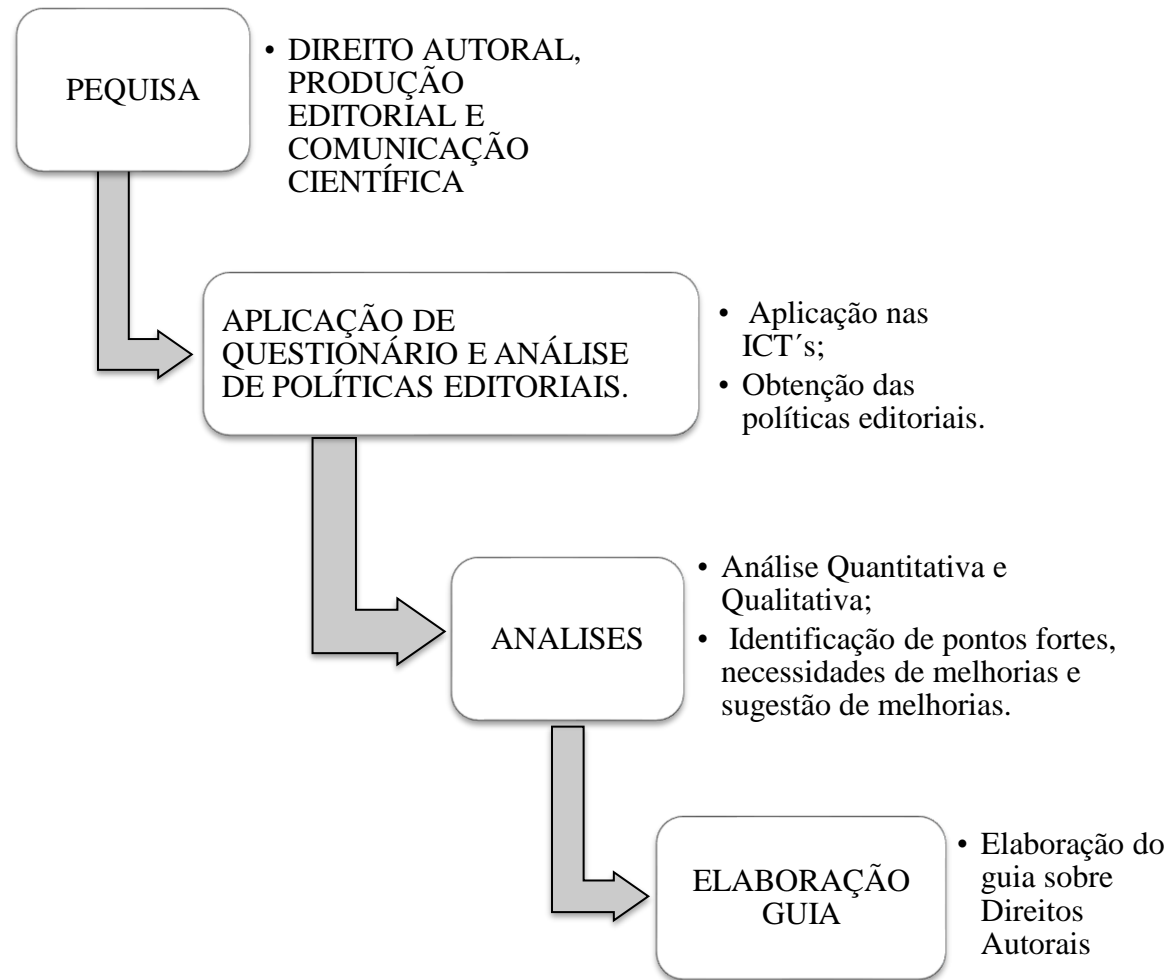 PEQUISA
• DIREITO AUTORAL,
PRODUÇÃO
EDITORIAL E
COMUNICAÇÃO
CIENTÍFICA
APLICAÇÃO DE
QUESTIONÁRIO E ANÁLISE
DE POLÍTICAS EDITORIAIS.
• Aplicação nas
ICT´s;
• Obtenção das
políticas editoriais.
ANALISES
• Análise Quantitativa e
Qualitativa;
• Identificação de pontos fortes,
necessidades de melhorias e
sugestão de melhorias.
ELABORAÇÃO
GUIA
• Elaboração do
guia sobre
Direitos
Autorais